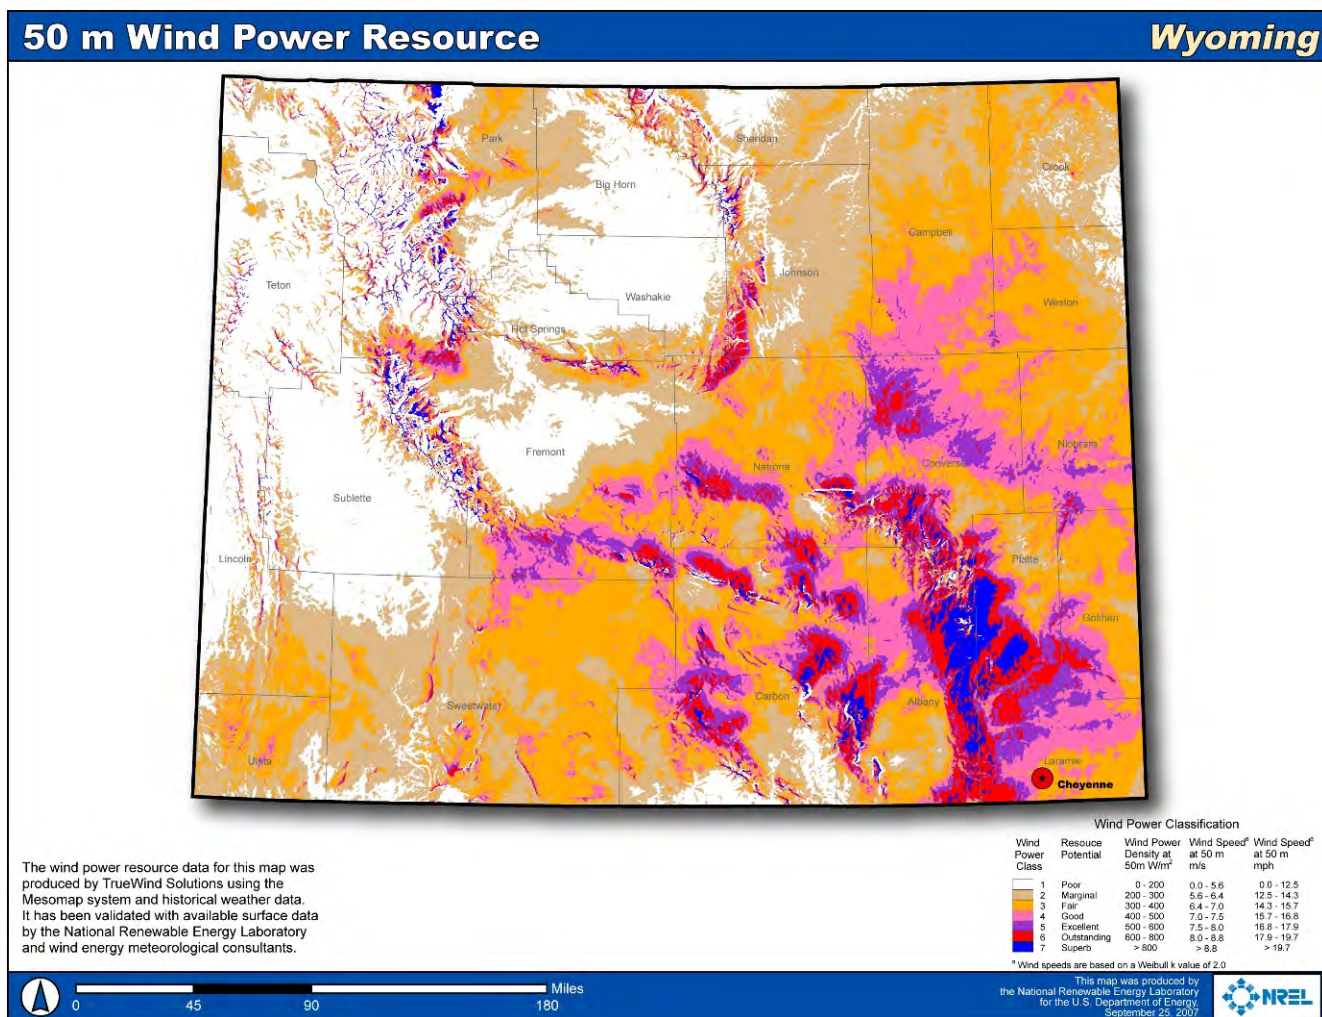 50 m Wind Power Resource
Wyoming
Park
Sheridan
Crook
Big Horn
Campbell
Johnson
Teton
Washakie
Weston
Hot Springs
Fremont
Natrona
Converse
Niobrara
Sublette
Lincoln
Platte
Goshen
Carbon
Albany
Sweetwater
Uinta
Laramie
Cheyenne
The wind power resource data for this map was
produced by TrueWind Solutions using the
Mesomap system and historical weather data.
It has been validated with available surface data
by the National Renewable Energy Laboratory
and wind energy meteorological consultants.
Wind Power Classification
Wind Resouce Wind Power Wind Speedª Wind Speedª
Power Potential Density at at 50 m at 50 m
Class 50m W/m² m/s mph
1 Poor 0 - 200 0.0 - 5.6 0.0 - 12.5
2 Marginal 200 - 300 5.6 - 6.4 12.5 - 14.3
3 Fair 300 - 400 6.4 - 7.0 14.3 - 15.7
4 Good 400 - 500 7.0 - 7.5 15.7 - 16.8
5 Excellent 500 - 600 7.5 - 8.0 16.8 - 17.9
6 Outstanding 600 - 800 8.0 - 8.8 17.9 - 19.7
7 Superb > 800 > 8.8 > 19.7
ª Wind speeds are based on a Weibull k value of 2.0
Miles
0 45 90 180
This map was produced by
the National Renewable Energy Laboratory
for the U.S. Department of Energy.
September 25, 2007
NREL